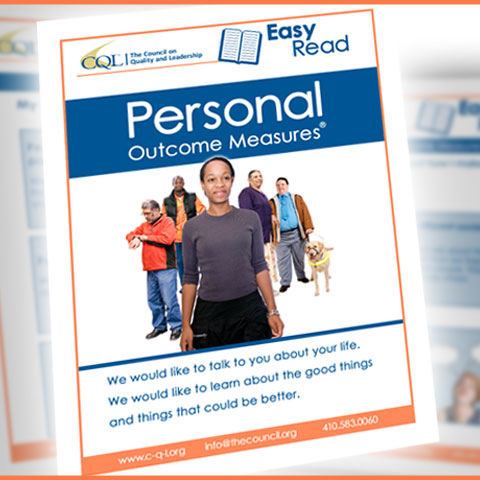 CQL | The Council on
Quality and Leadership
Easy
Read
Personal
Outcome Measures®
We would like to talk to you about your life.
We would like to learn about the good things
and things that could be better.
www.c-q-l.org info@thecouncil.org 410.583.0060
My
Easy